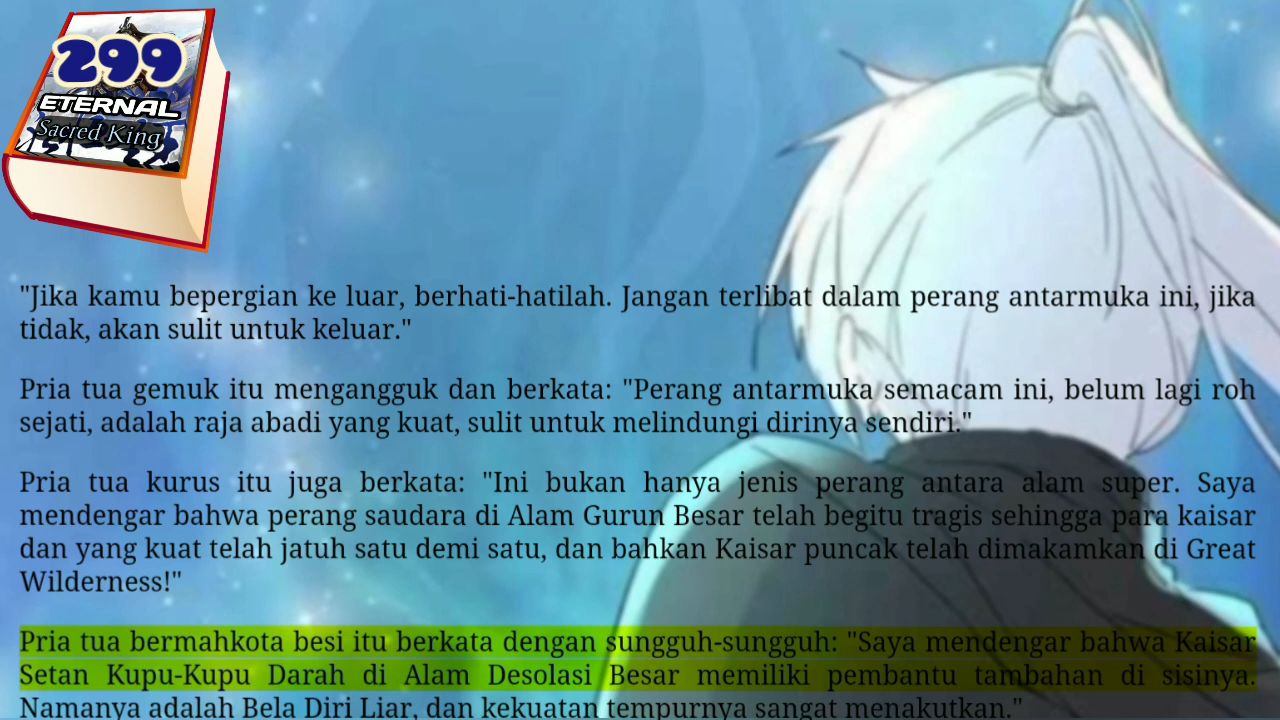 299
ETERNAL
Sacred King
"Jika kamu bepergian ke luar, berhati-hatilah. Jangan terlibat dalam perang antarmuka ini, jika
tidak, akan sulit untuk keluar."
Pria tua gemuk itu mengangguk dan berkata: "Perang antarmuka semacam ini, belum lagi roh
sejati, adalah raja abadi yang kuat, sulit untuk melindungi dirinya sendiri."
Pria tua kurus itu juga berkata: "Ini bukan hanya jenis perang antara alam super. Saya
mendengar bahwa perang saudara di Alam Gurun Besar telah begitu tragis sehingga para kaisar
dan yang kuat telah jatuh satu demi satu, dan bahkan Kaisar puncak telah dimakamkan di Great
Wilderness!"
Pria tua bermahkota besi itu berkata dengan sungguh-sungguh: "Saya mendengar bahwa Kaisar
Setan Kupu-Kupu Darah di Alam Desolasi Besar memiliki pembantu tambahan di sisinya.
Namanya adalah Bela Diri Liar, dan kekuatan tempurnya sangat menakutkan."